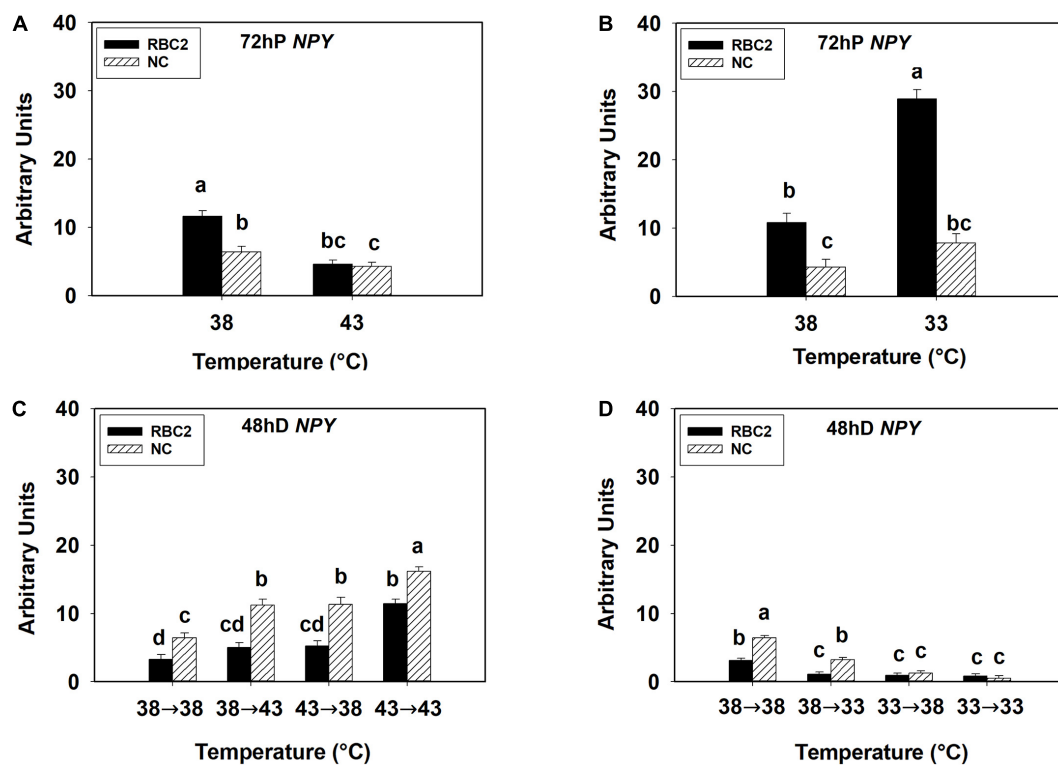 A
72hP NPY
RBC2
NC
Arbitrary Units
40
30
20
10
0
a
b
bc
c
38
43
Temperature (°C)
B
72hP NPY
RBC2
NC
Arbitrary Units
40
30
20
10
0
b
c
a
bc
38
33
Temperature (°C)
C
48hD NPY
RBC2
NC
Arbitrary Units
40
30
20
10
0
d
c
cd
b
cd
b
b
a
38→38
38→43
43→38
43→43
Temperature (°C)
D
48hD NPY
RBC2
NC
Arbitrary Units
40
30
20
10
0
b
a
c
b
c
c
c
c
38→38
38→33
33→38
33→33
Temperature (°C)